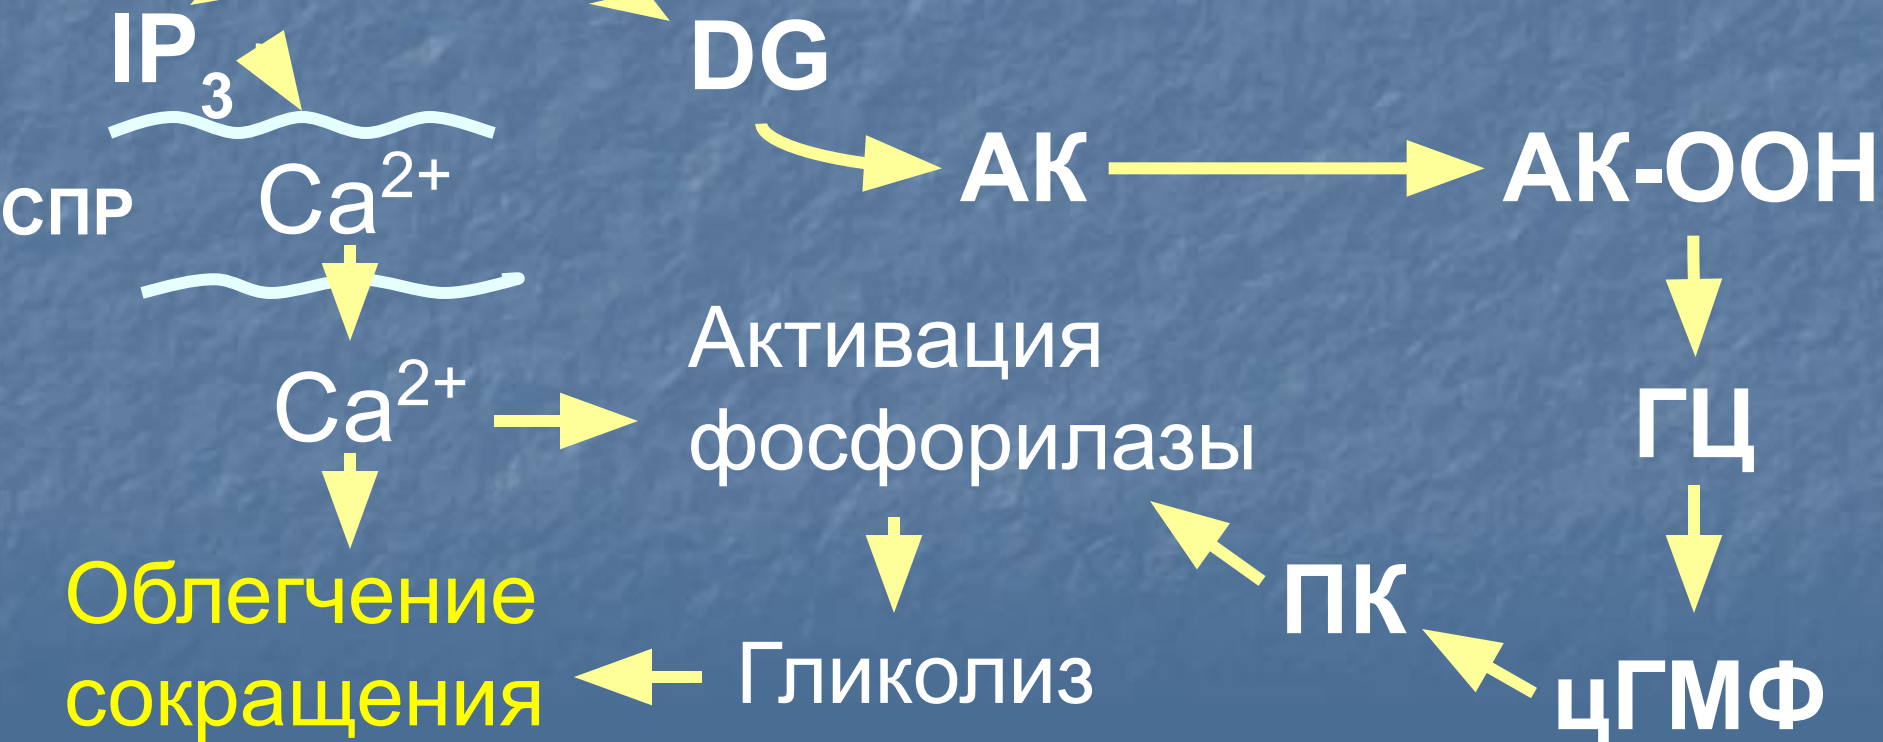 IP3
DG
АК
АК-ООН
СПР
Ca2+
Ca2+
Активация
фосфорилазы
ГЦ
Облегчение
сокращения
Гликолиз
ПК
цГМФ